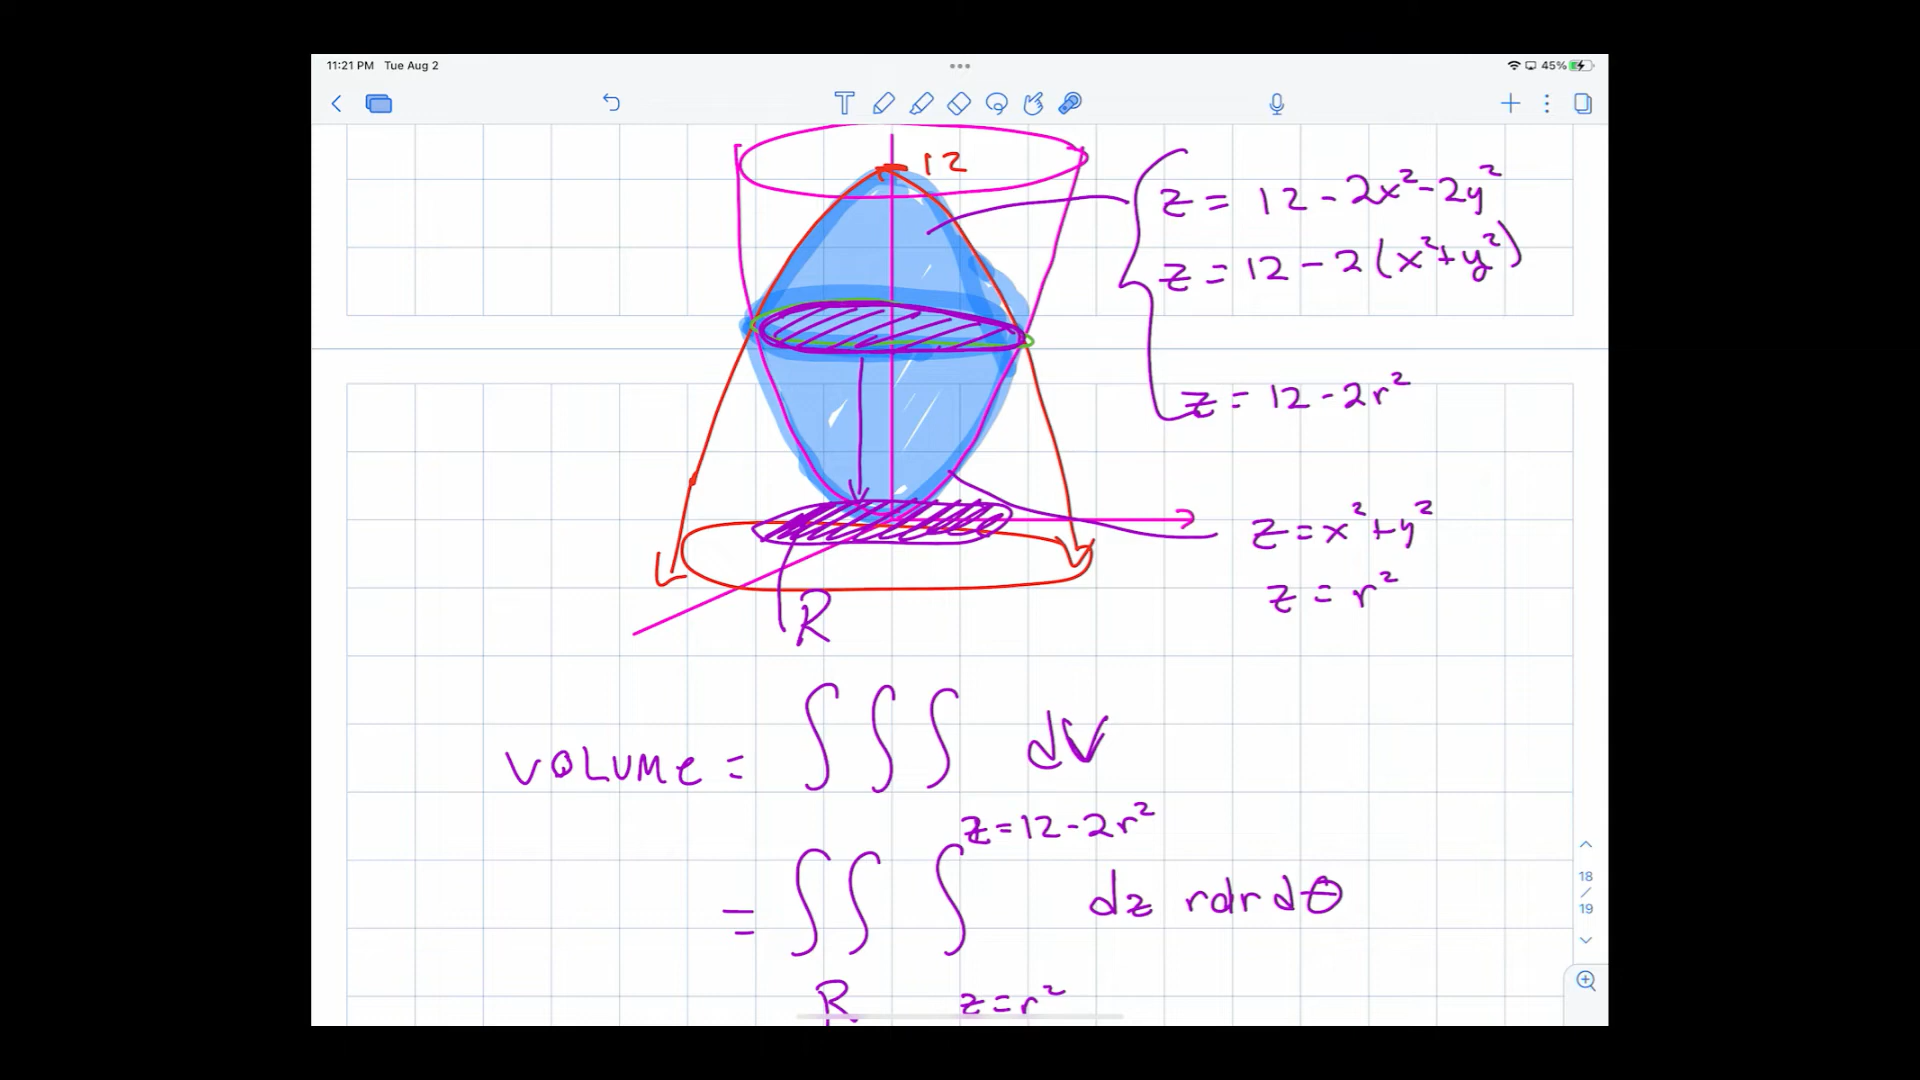 11:21 PM Tue Aug 2
45%
12
z = 12 - 2x² - 2y²
z = 12 - 2(x² + y²)
z = 12 - 2r²
z = x² + y²
z = r²
R
VOLUME = ∫∫∫ dV
z = 12 - 2r²
= ∫∫ ∫ dz rdrdθ
R z = r²
18
/
19